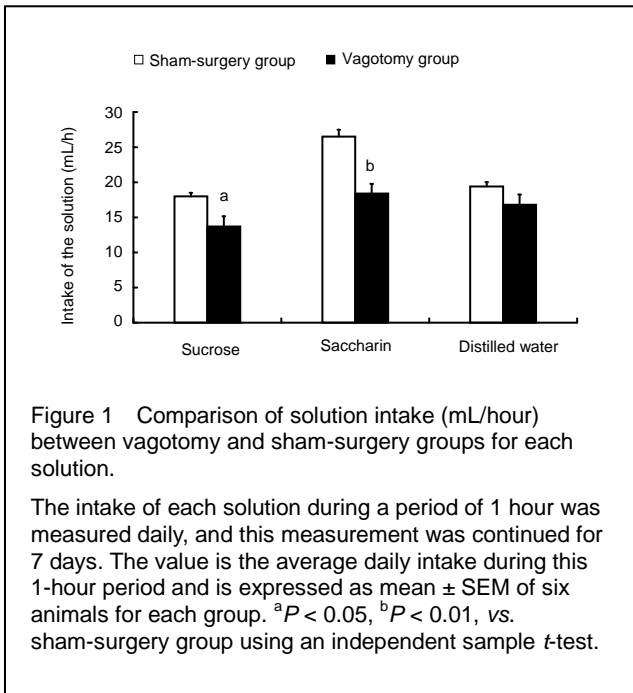 Sham-surgery group Vagotomy group
30
25
20
15
10
5
0
Intake of the solution (mL/h)
a
b
Sucrose Saccharin Distilled water
Figure 1 Comparison of solution intake (mL/hour)
between vagotomy and sham-surgery groups for each
solution.
The intake of each solution during a period of 1 hour was
measured daily, and this measurement was continued for
7 days. The value is the average daily intake during this
1-hour period and is expressed as mean ± SEM of six
animals for each group. ᵃP < 0.05, ᵇP < 0.01, vs.
sham-surgery group using an independent sample t-test.